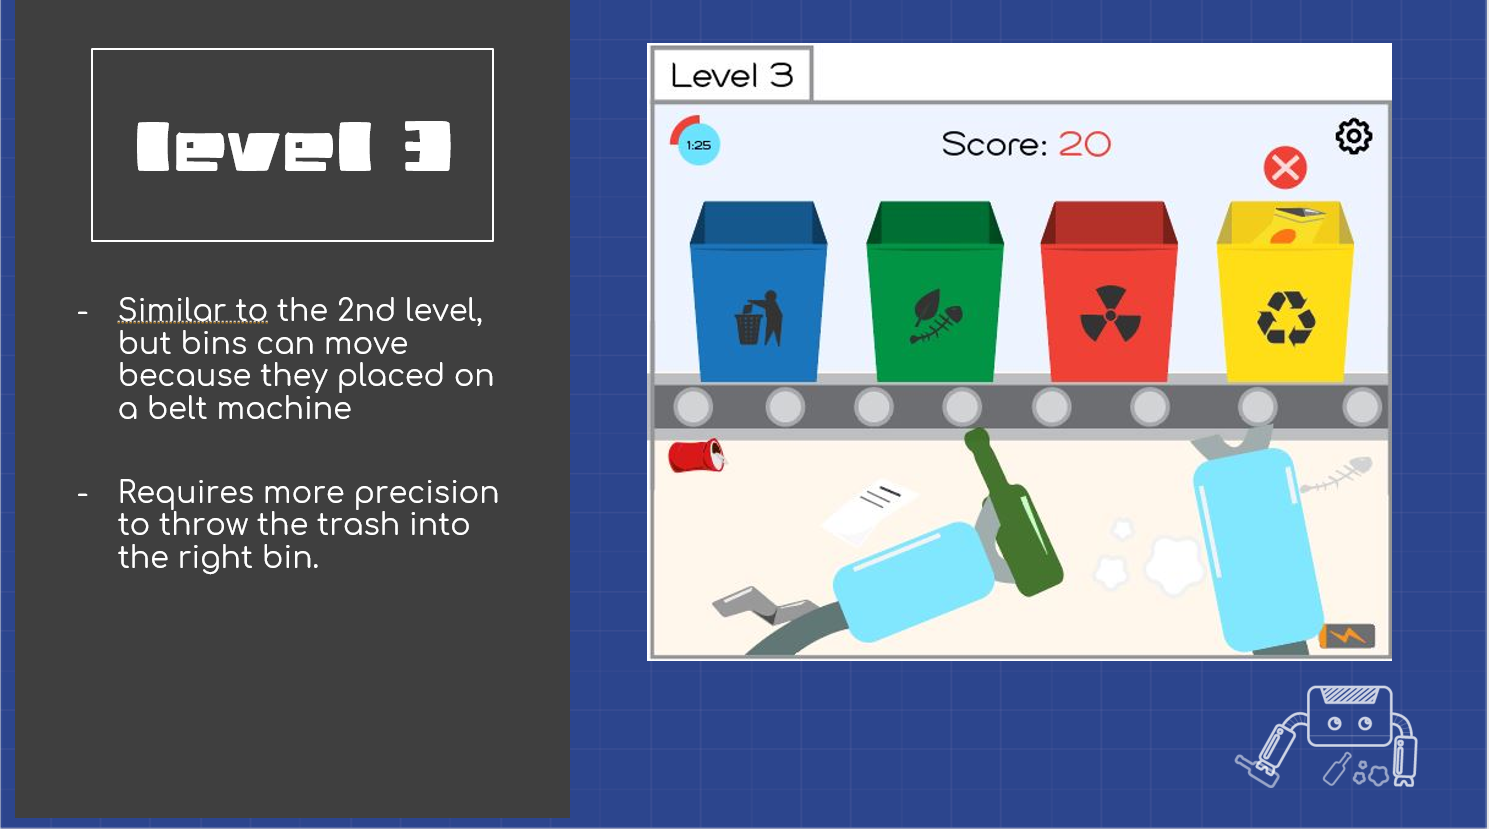 level 3
- Similar to the 2nd level,
but bins can move
because they placed on
a belt machine
- Requires more precision
to throw the trash into
the right bin.
Level 3
1:25
Score: 20